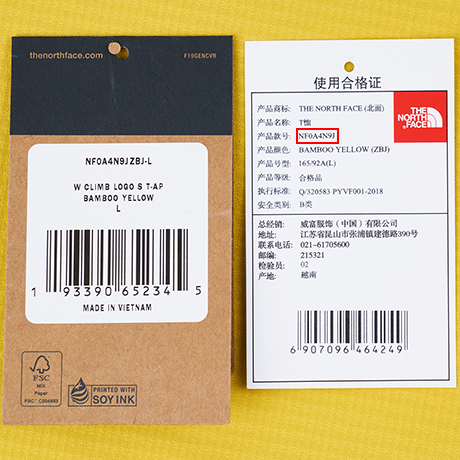 thenorthface.com
F19GENCVR
NF0A4N9JZBJ-L
W CLIMB LOGO S T-AP
BAMBOO YELLOW
L
1 93390 65234 5
MADE IN VIETNAM
FSC
MIX
Paper
FSC® C004493
PRINTED WITH
SOY INK
使用合格证
产品商标: THE NORTH FACE (北面)
产品名称: T恤
产品款号: NF0A4N9J
产品颜色: BAMBOO YELLOW (ZBJ)
产品号型: 165/92A(L)
产品等级: 合格品
执行标准: Q/320583 PYVF001-2018
安全类别: B类
THE
NORTH
FACE
总经销: 威富服饰（中国）有限公司
地址: 江苏省昆山市张浦镇建德路390号
联系电话: 021-61705600
邮编: 215321
检验员: 02
产地: 越南
6 907096 464249